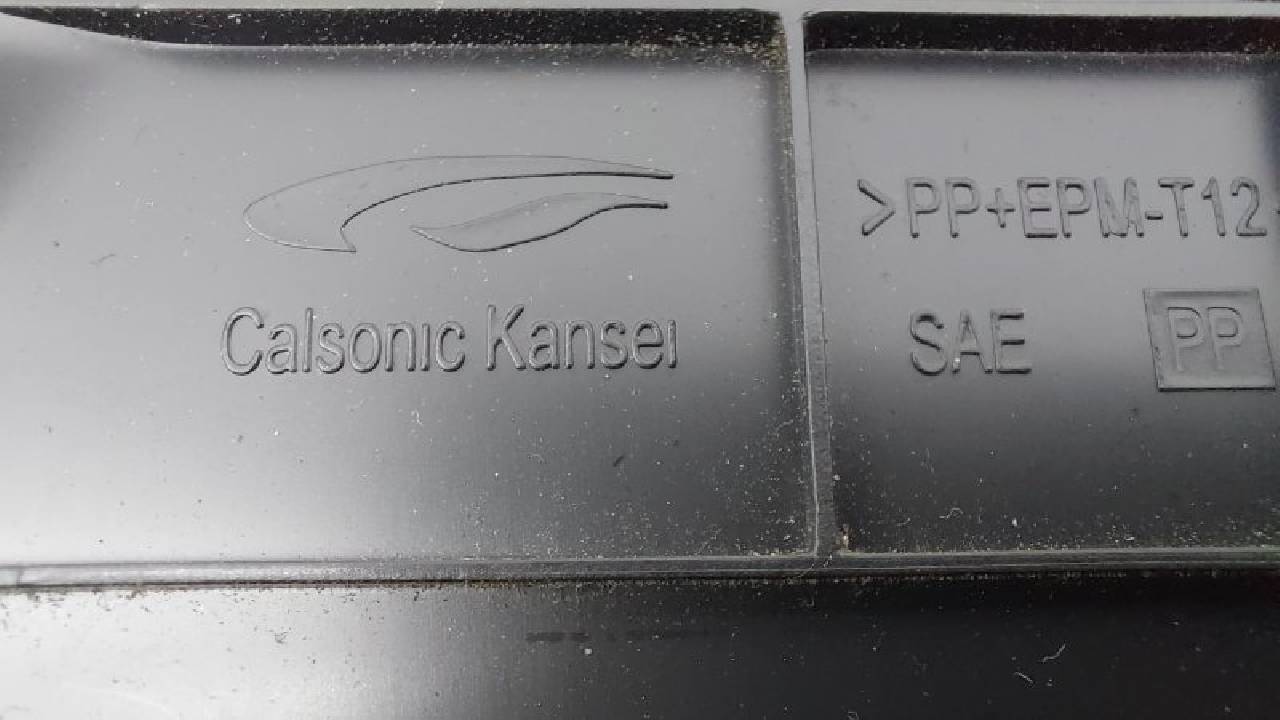 Calsonic Kansei
>PP+EPM-T12
SAE PP